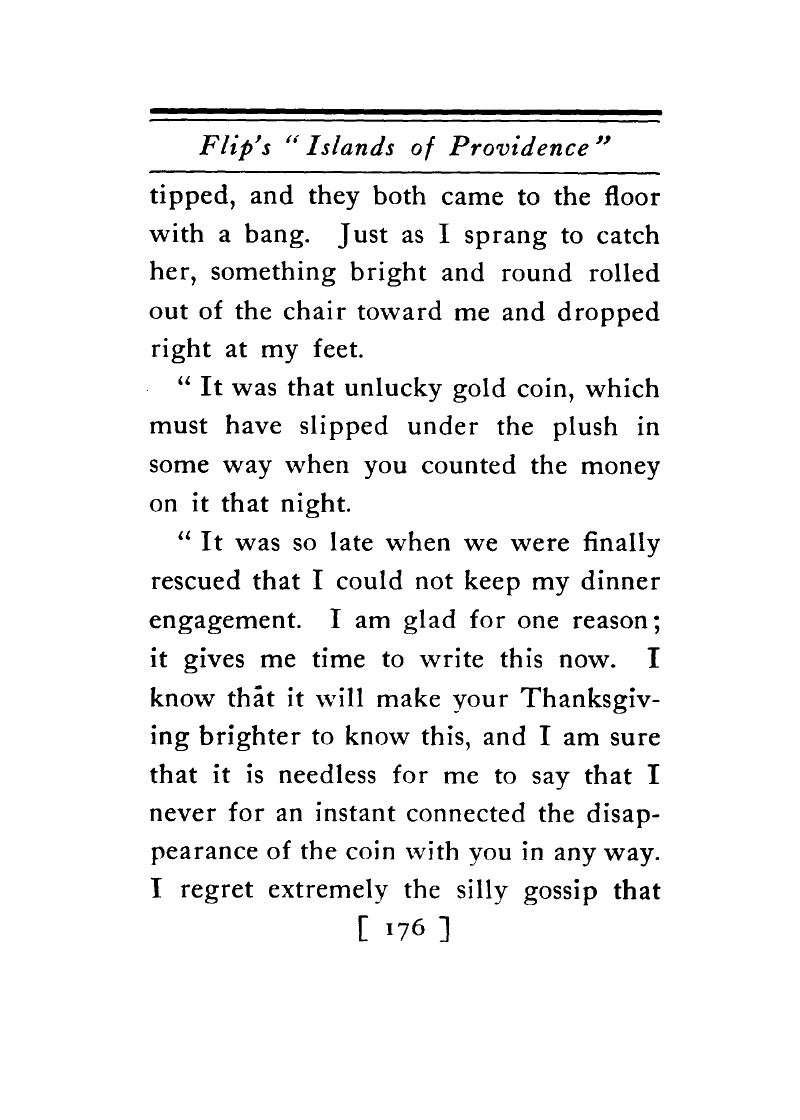 Flip's "Islands of Providence"
tipped, and they both came to the floor
with a bang. Just as I sprang to catch
her, something bright and round rolled
out of the chair toward me and dropped
right at my feet.
" It was that unlucky gold coin, which
must have slipped under the plush in
some way when you counted the money
on it that night.
" It was so late when we were finally
rescued that I could not keep my dinner
engagement. I am glad for one reason;
it gives me time to write this now. I
know that it will make your Thanksgiv-
ing brighter to know this, and I am sure
that it is needless for me to say that I
never for an instant connected the disap-
pearance of the coin with you in any way.
I regret extremely the silly gossip that
[ 176 ]